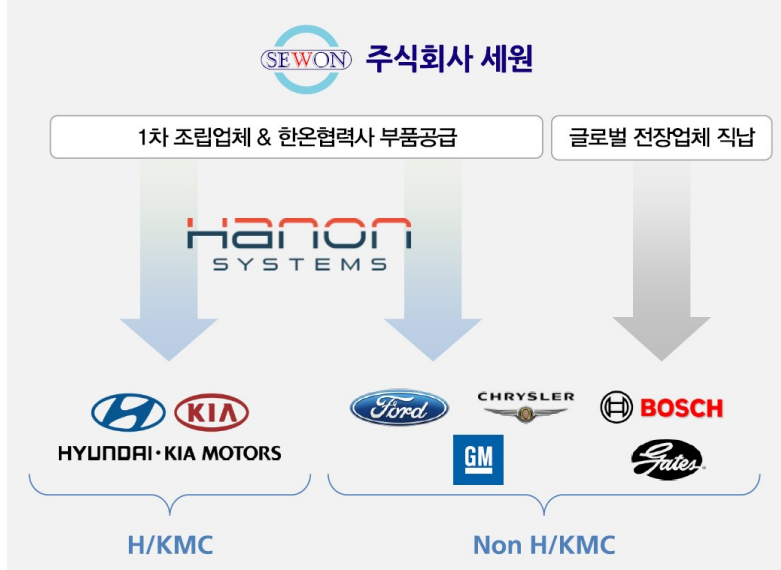 SEWON 주식회사 세원
1차 조립업체 & 한온협력사 부품공급
글로벌 전장업체 직납
Hanon
SYSTEMS
KIA
Ford
CHRYSLER
BOSCH
HYUNDAI · KIA MOTORS
GM
Gates
H/KMC
Non H/KMC